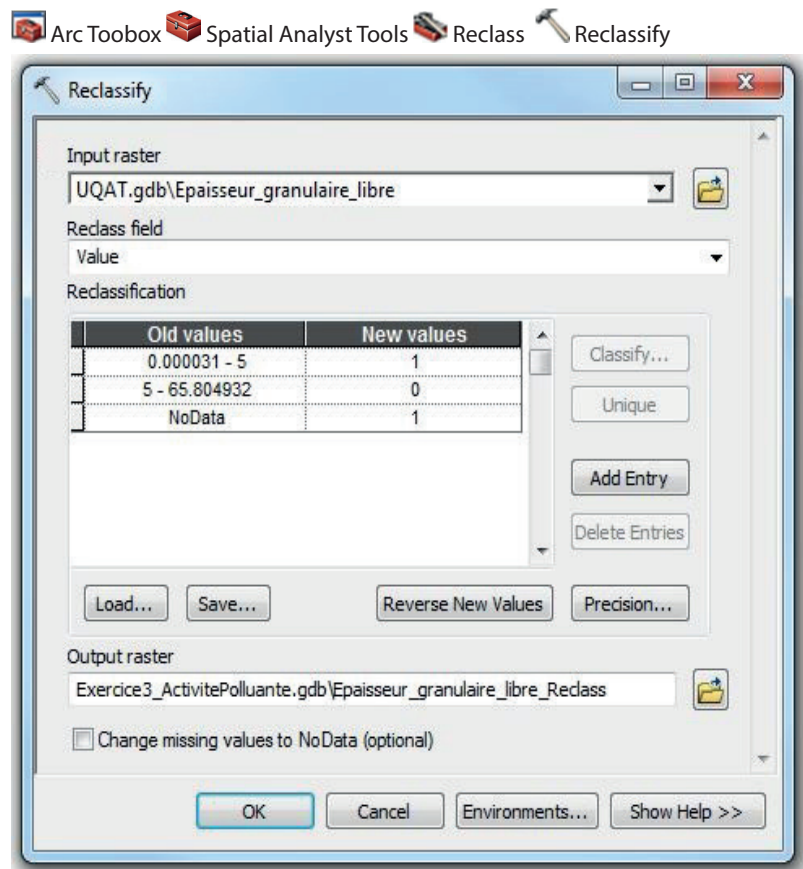 Arc Toobox Spatial Analyst Tools Reclass Reclassify
Reclassify
Input raster
UQAT.gdb\Epaisseur_granulaire_libre
Reclass field
Value
Reclassification
Old values New values
0.000031 - 5 1
5 - 65.804932 0
NoData 1
Classify...
Unique
Add Entry
Delete Entries
Load... Save... Reverse New Values Precision...
Output raster
Exercice3_ActivitePolluante.gdb\Epaisseur_granulaire_libre_Reclass
Change missing values to NoData (optional)
OK Cancel Environments... Show Help >>